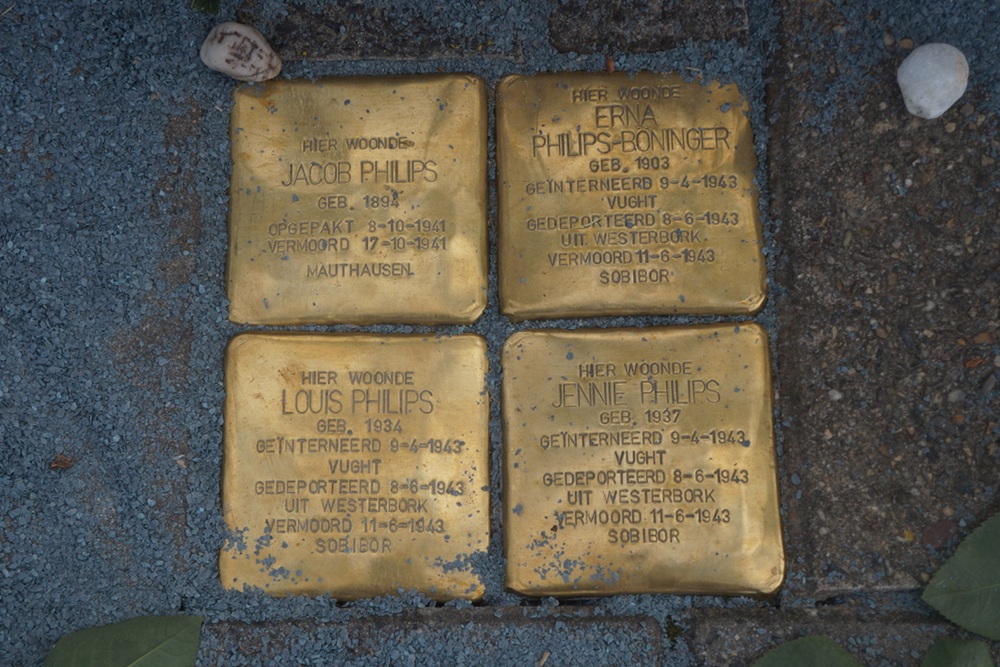 HIER WOONDE
JACOB PHILIPS
GEB. 1894
OPGEPAKT 8-10-1941
VERMOORD 17-10-1941
MAUTHAUSEN
HIER WOONDE
ERNA
PHILIPS-BÖNINGER
GEB. 1903
GEÏNTERNEERD 9-4-1943
VUGHT
GEDEPORTEERD 8-6-1943
UIT WESTERBORK
VERMOORD 11-6-1943
SOBIBOR
HIER WOONDE
LOUIS PHILIPS
GEB. 1934
GEÏNTERNEERD 9-4-1943
VUGHT
GEDEPORTEERD 8-6-1943
UIT WESTERBORK
VERMOORD 11-6-1943
SOBIBOR
HIER WOONDE
JENNIE PHILIPS
GEB. 1937
GEÏNTERNEERD 9-4-1943
VUGHT
GEDEPORTEERD 8-6-1943
UIT WESTERBORK
VERMOORD 11-6-1943
SOBIBOR